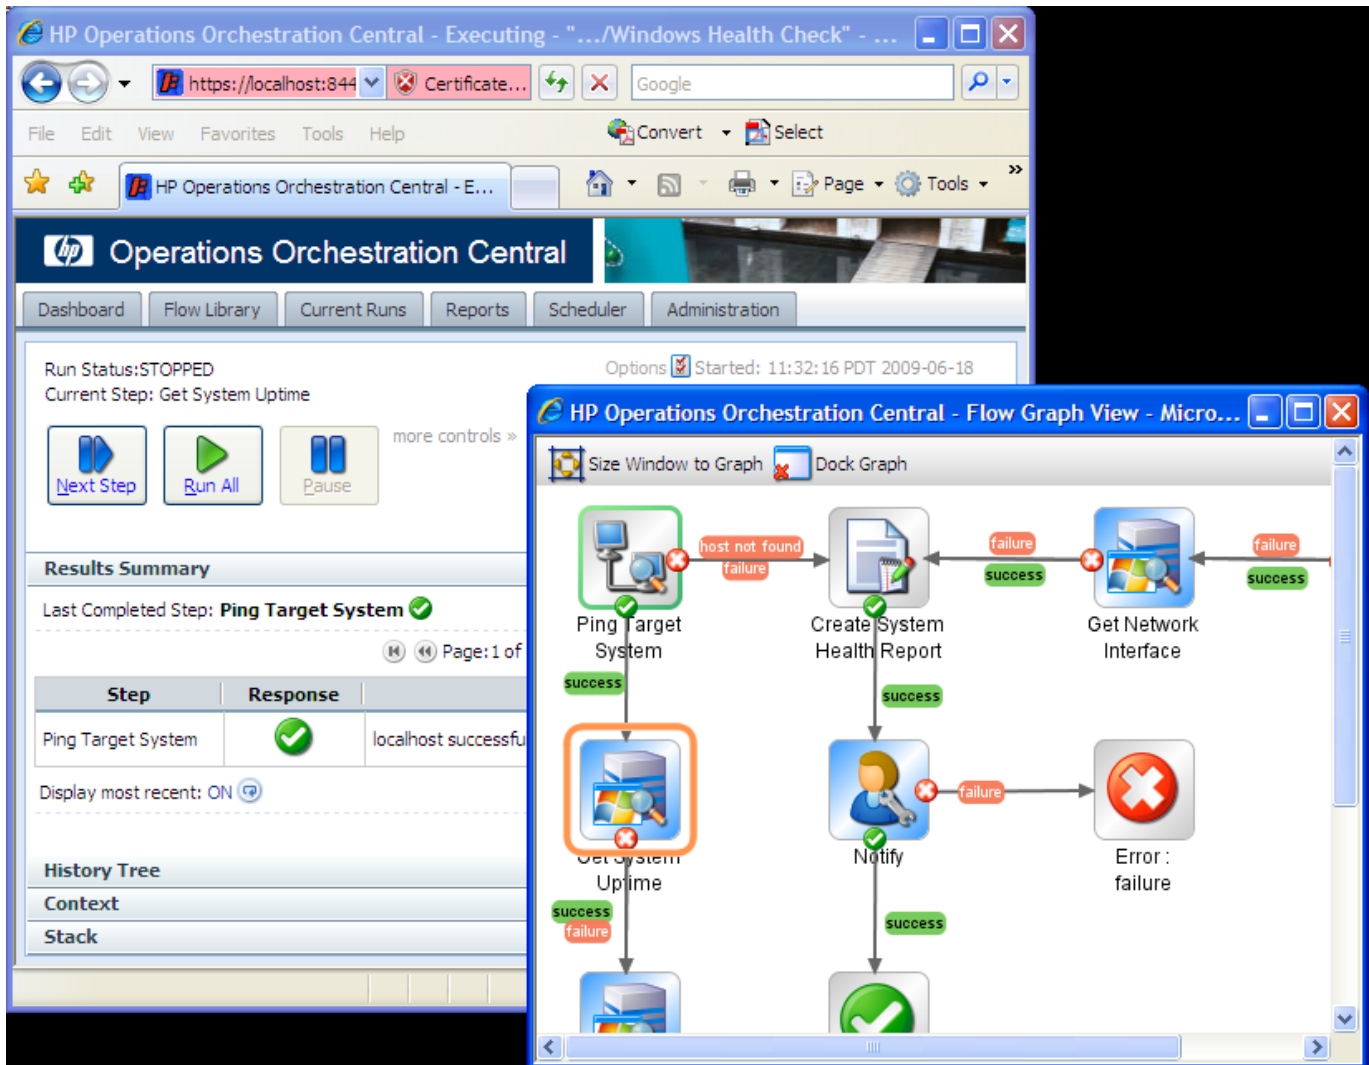 HP Operations Orchestration Central - Executing - ".../Windows Health Check" - ...
https://localhost:844
Certificate...
Google
File Edit View Favorites Tools Help
Convert
Select
HP Operations Orchestration Central - E...
Page
Tools
»
hp
Operations Orchestration Central
Dashboard
Flow Library
Current Runs
Reports
Scheduler
Administration
Run Status:STOPPED
Options
Started: 11:32:16 PDT 2009-06-18
Current Step: Get System Uptime
more controls »
Next Step
Run All
Pause
Results Summary
Last Completed Step: Ping Target System
Page:1 of
Step
Response
Ping Target System
localhost successfu
Display most recent: ON
History Tree
Context
Stack
HP Operations Orchestration Central - Flow Graph View - Micro...
Size Window to Graph
Dock Graph
host not found
failure
failure
success
failure
success
Ping Target
System
Create System
Health Report
Get Network
Interface
success
success
Get System
Uptime
Notify
failure
Error :
failure
success
failure
success